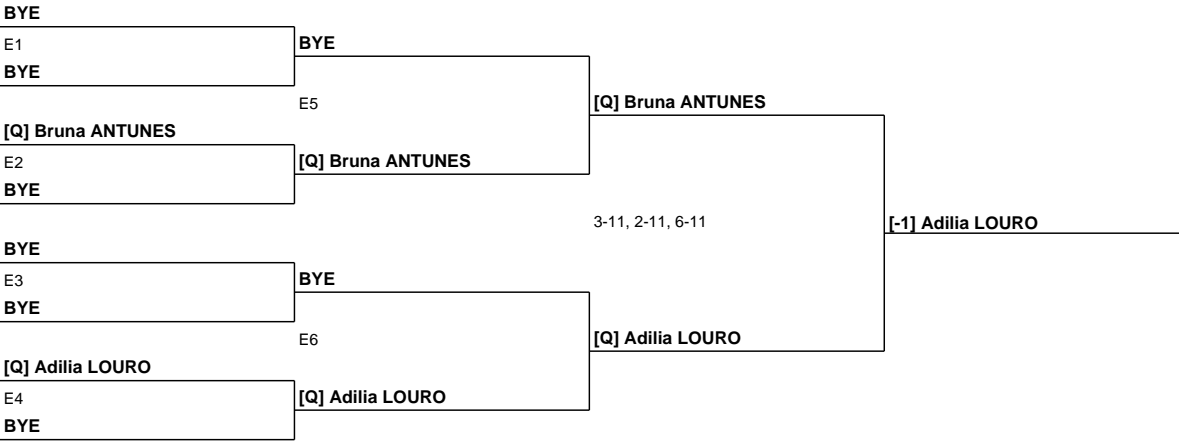 BYE
E1
BYE
BYE
E5
[Q] Bruna ANTUNES
[Q] Bruna ANTUNES
E2
[Q] Bruna ANTUNES
BYE
3-11, 2-11, 6-11
[-1] Adilia LOURO
BYE
E3
BYE
BYE
E6
[Q] Adilia LOURO
[Q] Adilia LOURO
E4
[Q] Adilia LOURO
BYE